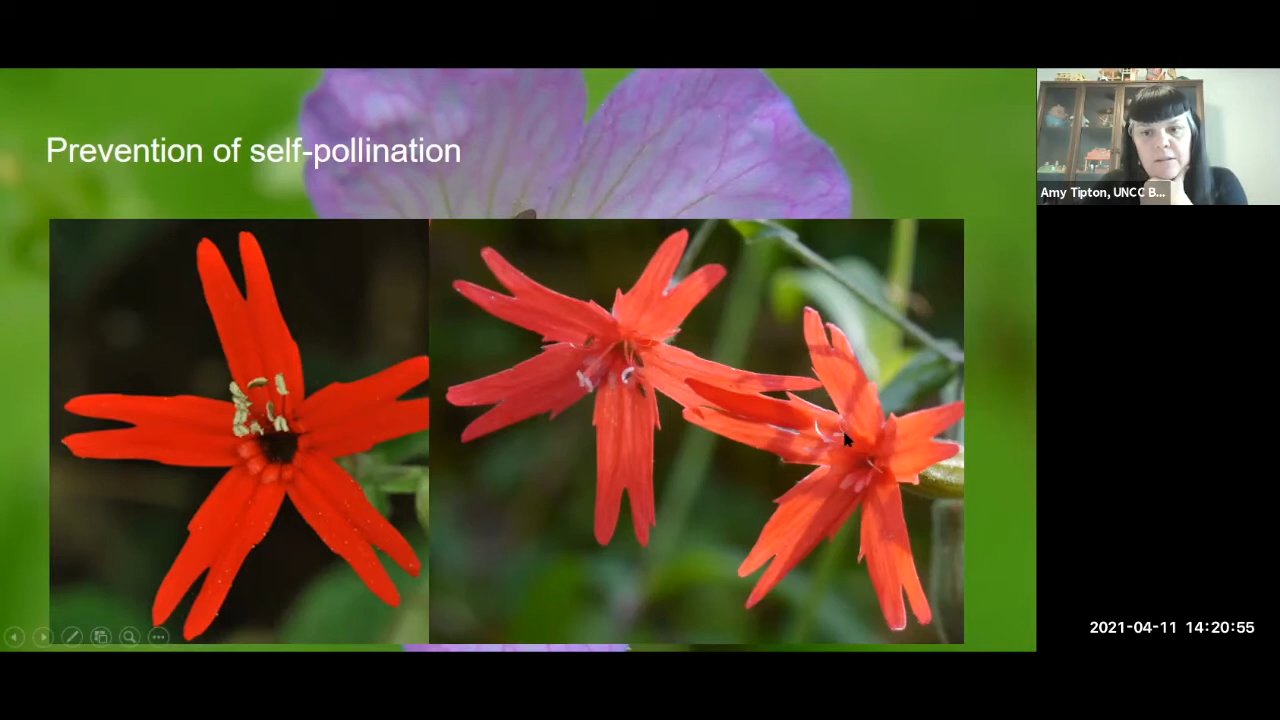 Prevention of self-pollination
Amy Tipton, UNCC B...
2021-04-11 14:20:55